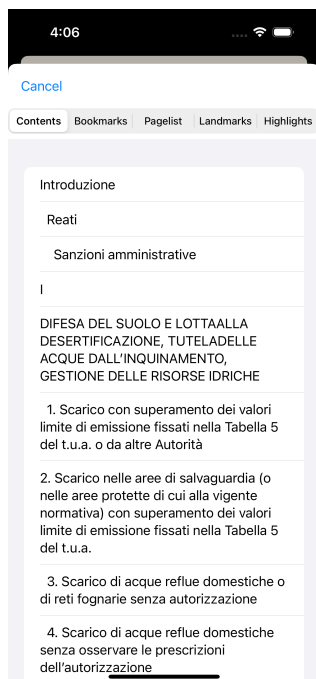 4:06
Cancel
Contents Bookmarks Pagelist Landmarks Highlights
Introduzione
Reati
Sanzioni amministrative
I
DIFESA DEL SUOLO E LOTTAALLA
DESERTIFICAZIONE, TUTELADELLE
ACQUE DALL’INQUINAMENTO,
GESTIONE DELLE RISORSE IDRICHE
1. Scarico con superamento dei valori
limite di emissione fissati nella Tabella 5
del t.u.a. o da altre Autorità
2. Scarico nelle aree di salvaguardia (o
nelle aree protette di cui alla vigente
normativa) con superamento dei valori
limite di emissione fissati nella Tabella 5
del t.u.a.
3. Scarico di acque reflue domestiche o
di reti fognarie senza autorizzazione
4. Scarico di acque reflue domestiche
senza osservare le prescrizioni
dell’autorizzazione